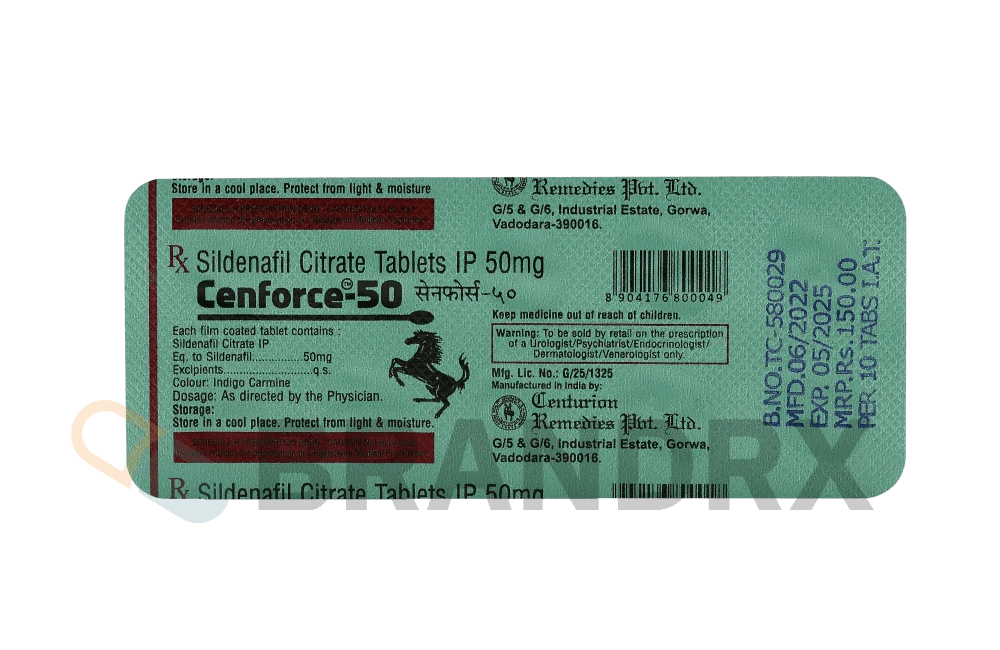 Store in a cool place. Protect from light & moisture
Remedies Pvt. Ltd.
G/5 & G/6, Industrial Estate, Gorwa,
Vadodara-390016.
Rx Sildenafil Citrate Tablets IP 50mg
Cenforce™-50 सेनफोर्स-५०
Each film coated tablet contains :
Sildenafil Citrate IP
Eq. to Sildenafil...............50mg
Excipients..........................q.s.
Colour: Indigo Carmine
Dosage: As directed by the Physician.
Storage:
Store in a cool place. Protect from light & moisture.
8 904176 800049
Keep medicine out of reach of children.
Warning: To be sold by retail on the prescription
of a Urologist/Psychiatrist/Endocrinologist/
Dermatologist/Venerologist only.
Mfg. Lic. No.: G/25/1325
Manufactured in India by:
Centurion
Remedies Pvt. Ltd.
G/5 & G/6, Industrial Estate, Gorwa,
Vadodara-390016.
Rx Sildenafil Citrate Tablets IP 50mg
B.NO.TC-580029
MFD.06/2022
EXP. 05/2025
MRP.Rs.150.00
PER 10 TABS I.A.T.
BRANDRX